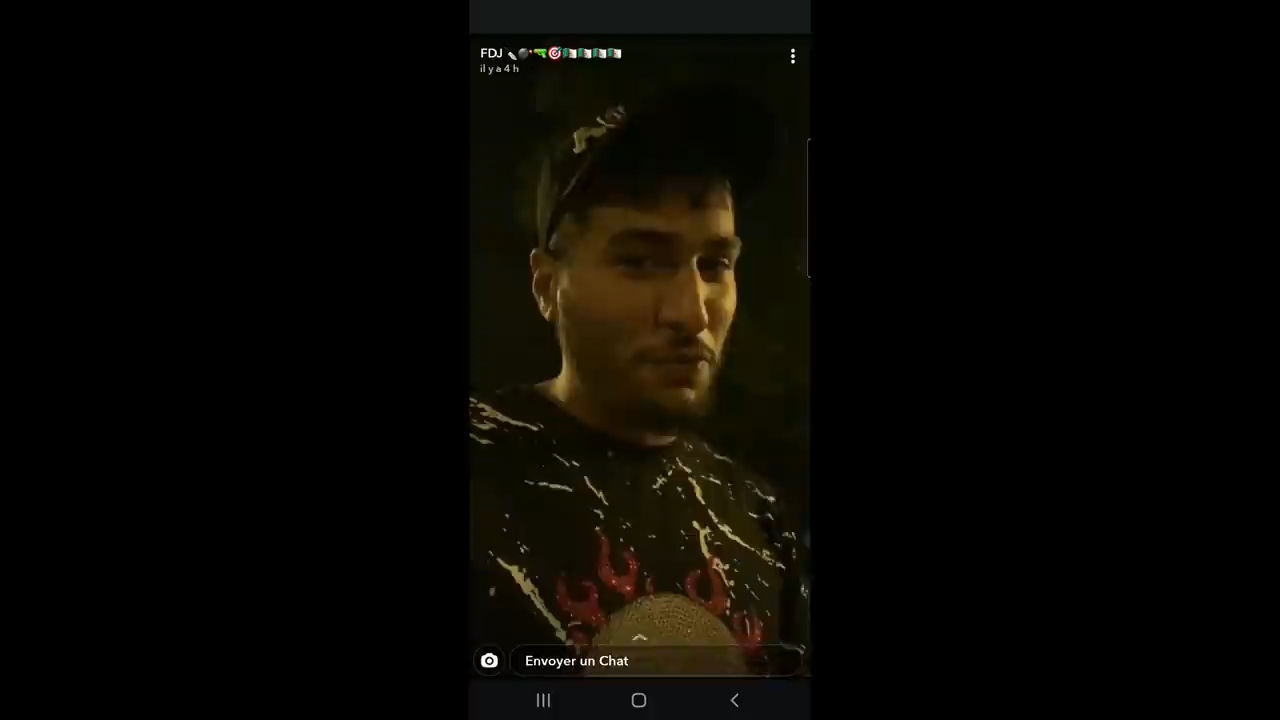 FDJ 🔪💣🔫🎯🇩🇿🇩🇿🇩🇿🇩🇿
il y a 4 h
Envoyer un Chat